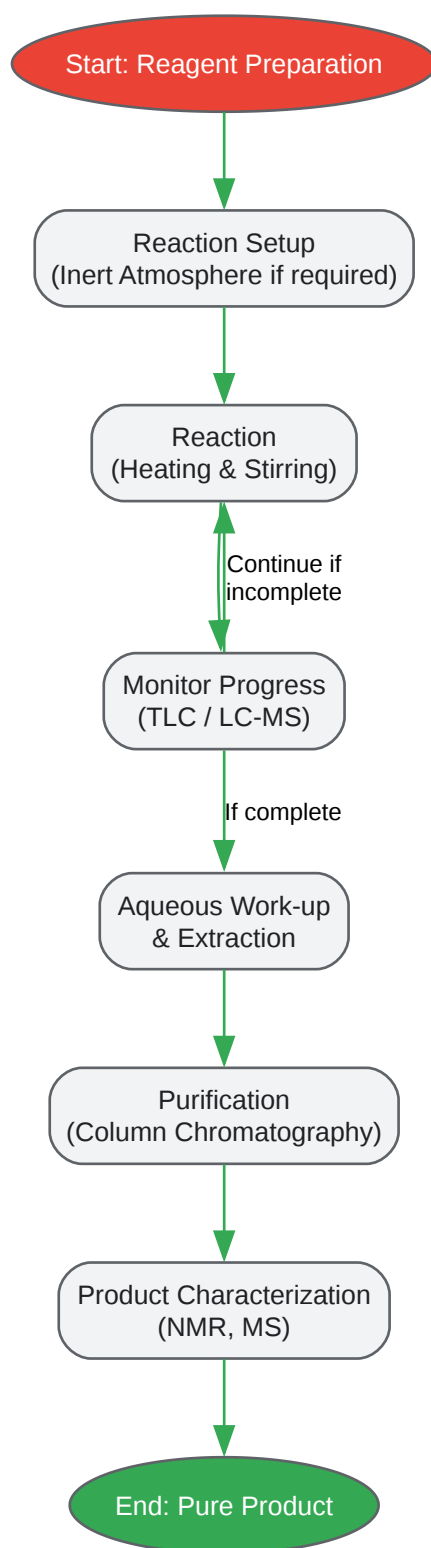 Start: Reagent Preparation
Reaction Setup
(Inert Atmosphere if required)
Reaction
(Heating & Stirring)
Continue if
incomplete
Monitor Progress
(TLC / LC-MS)
If complete
Aqueous Work-up
& Extraction
Purification
(Column Chromatography)
Product Characterization
(NMR, MS)
End: Pure Product